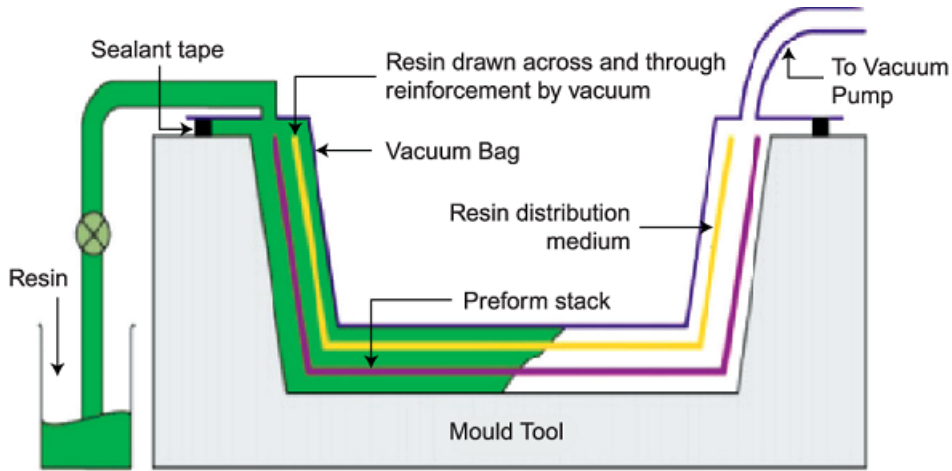 Sealant tape
Resin drawn across and through
reinforcement by vacuum
To Vacuum
Pump
Vacuum Bag
Resin distribution
medium
Resin
Preform stack
Mould Tool